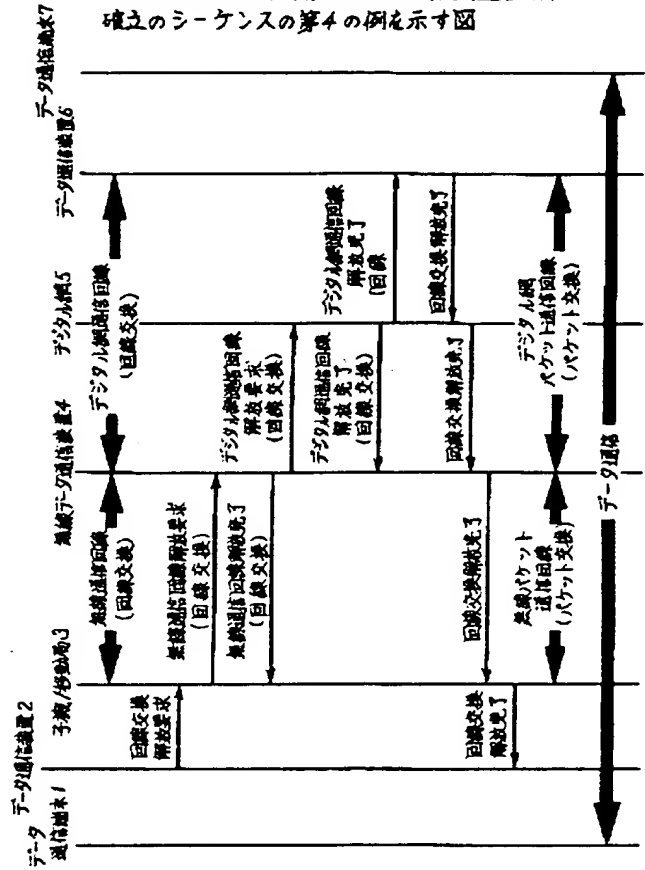 確立のシーケンスの第4の例を示す図
データ
通信端末1
データ通信装置2
子機/移動局3
無線データ通信装置4
デジタル網5
データ通信装置6
データ通信端末7
無線通信回線
(回線交換)
デジタル網通信回線
(回線交換)
回線交換
解放要求
無線通信回線解放要求
(回線交換)
無線通信回線解放完了
(回線交換)
デジタル網通信回線
解放要求
(回線交換)
デジタル網通信回線
解放完了
(回線交換)
デジタル網通信回線
解放完了
(回線
回線交換解放完了
回線交換解放完了
回線交換解放完了
回線交換
解放完了
無線パケット
通信回線
(パケット交換)
デジタル網
パケット通信回線
(パケット交換)
データ通信